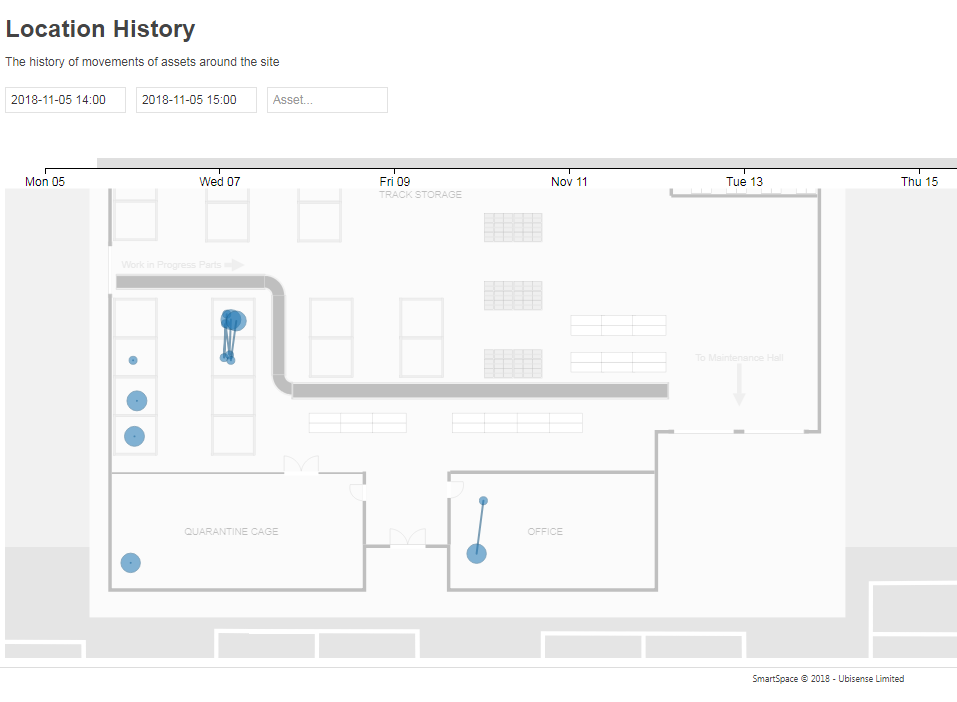 Location History
The history of movements of assets around the site
2018-11-05 14:00 2018-11-05 15:00 Asset...
Mon 05 Wed 07 Fri 09 Nov 11 Tue 13 Thu 15
TRACK STORAGE
Work in Progress Parts
To Maintenance Hall
QUARANTINE CAGE OFFICE
SmartSpace © 2018 - Ubisense Limited